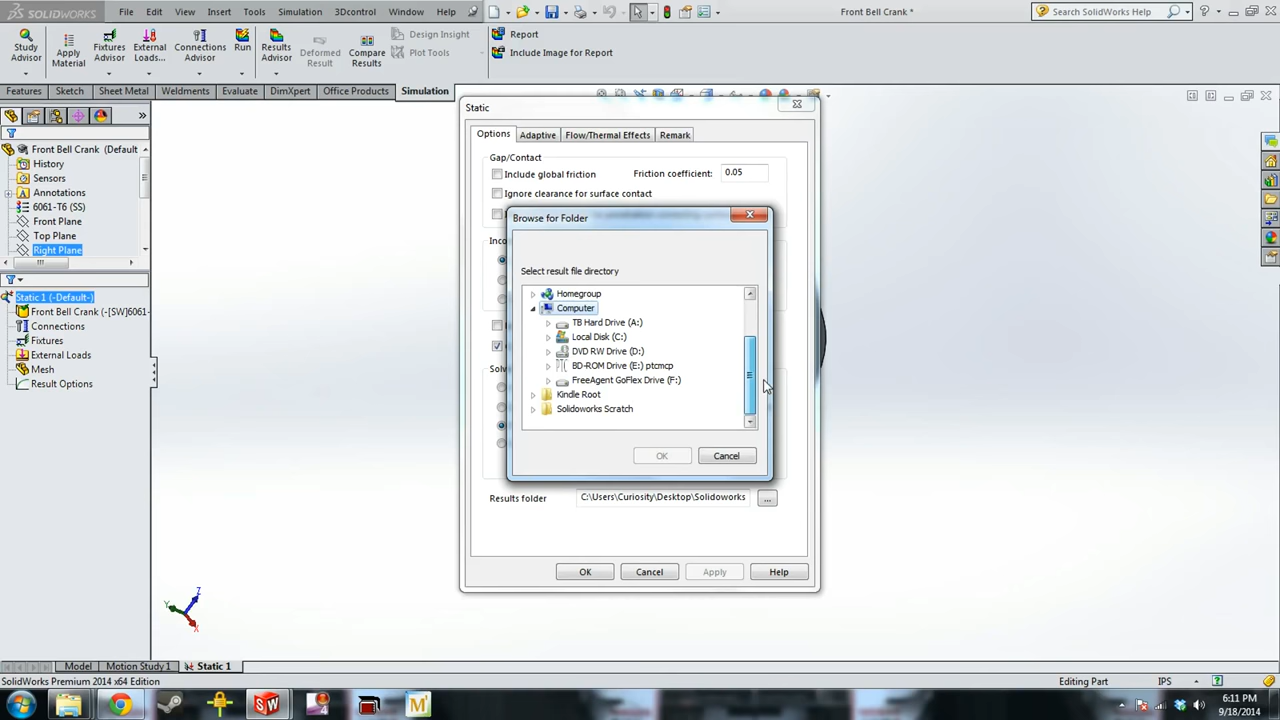 SOLIDWORKS
File Edit View Insert Tools Simulation 3Dcontrol Window Help
Front Bell Crank *
Search SolidWorks Help
Study Advisor
Apply Material
Fixtures Advisor
External Loads...
Connections Advisor
Run
Results Advisor
Deformed Result
Compare Results
Design Insight
Plot Tools
Report
Include Image for Report
Features Sketch Sheet Metal Weldments Evaluate DimXpert Office Products Simulation
Front Bell Crank (Default
History
Sensors
Annotations
6061-T6 (SS)
Front Plane
Top Plane
Right Plane
Static 1 (-Default-)
Front Bell Crank (-[SW]6061-
Connections
Fixtures
External Loads
Mesh
Result Options
Static
Options Adaptive Flow/Thermal Effects Remark
Gap/Contact
Include global friction Friction coefficient: 0.05
Ignore clearance for surface contact
Browse for Folder
Inco
Select result file directory
Homegroup
Computer
TB Hard Drive (A:)
Local Disk (C:)
DVD RW Drive (D:)
BD-ROM Drive (E:) ptcmcp
FreeAgent GoFlex Drive (F:)
Kindle Root
Solidoworks Scratch
Solv
OK Cancel
Results folder C:\Users\Curiosity\Desktop\Solidoworks ...
OK Cancel Apply Help
Z
Y
X
Model Motion Study 1 Static 1
SolidWorks Premium 2014 x64 Edition
Editing Part IPS
6:11 PM
9/18/2014